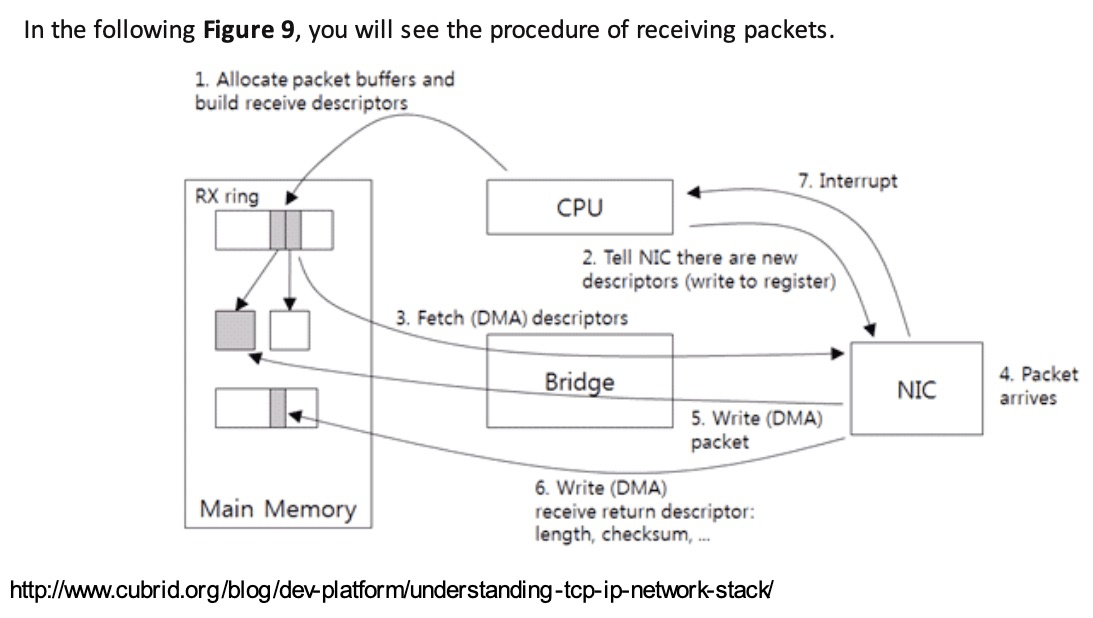 In the following Figure 9, you will see the procedure of receiving packets.
1. Allocate packet buffers and
build receive descriptors
RX ring
CPU
7. Interrupt
2. Tell NIC there are new
descriptors (write to register)
3. Fetch (DMA) descriptors
Bridge
NIC
4. Packet
arrives
5. Write (DMA)
packet
6. Write (DMA)
receive return descriptor:
length, checksum, ...
Main Memory
http://www.cubrid.org/blog/dev-platform/understanding-tcp-ip-network-stack/